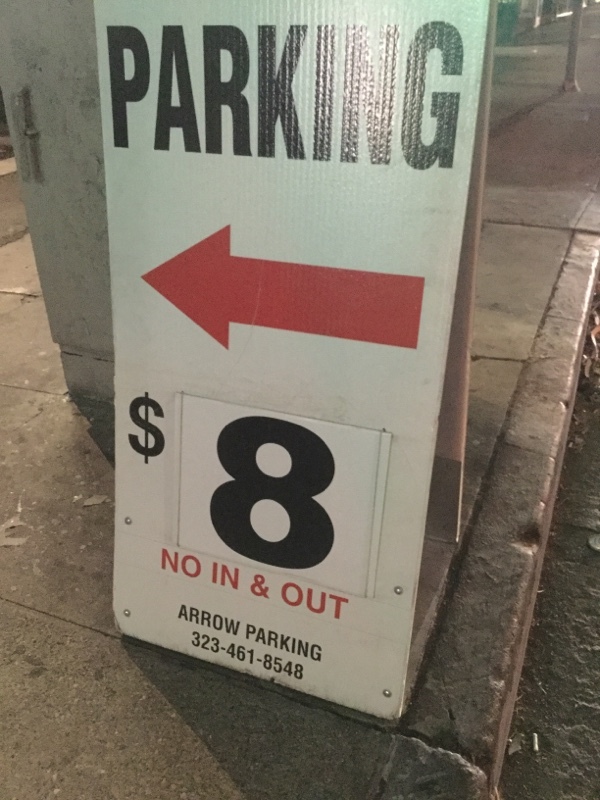 PARKING
$ 8
NO IN & OUT
ARROW PARKING
323-461-8548